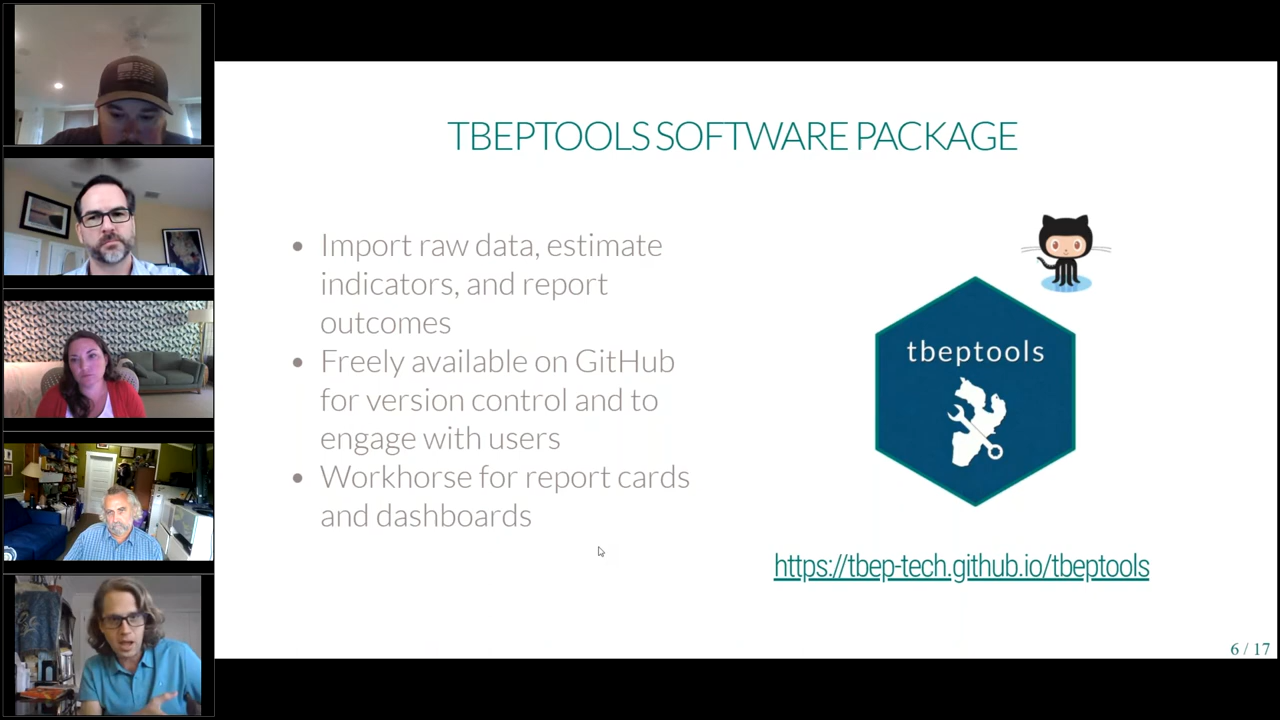 TBEPTOOLS SOFTWARE PACKAGE
• Import raw data, estimate
indicators, and report
outcomes
• Freely available on GitHub
for version control and to
engage with users
• Workhorse for report cards
and dashboards
tbeptools
https://tbep-tech.github.io/tbeptools
6 / 17